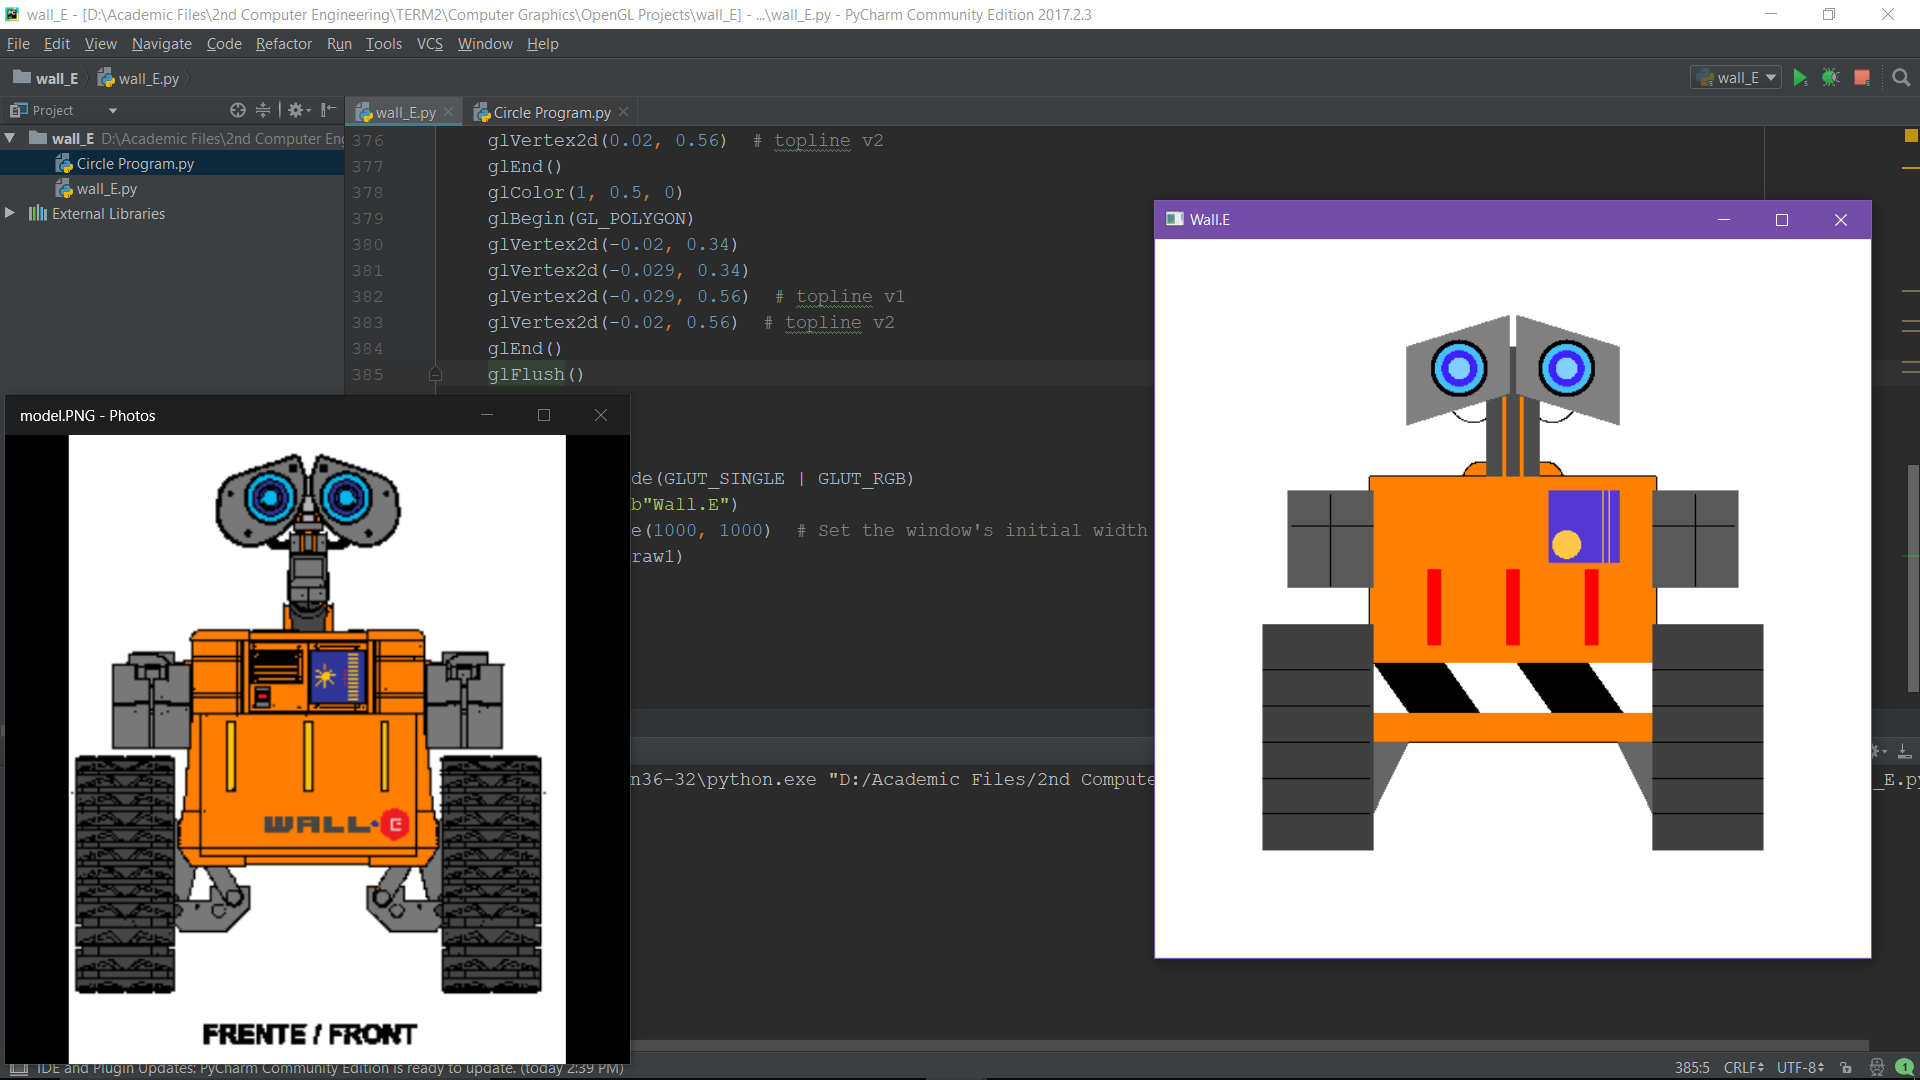 wall_E - [D:\Academic Files\2nd Computer Engineering\TERM2\Computer Graphics\OpenGL Projects\wall_E] - ...\wall_E.py - PyCharm Community Edition 2017.2.3
File Edit View Navigate Code Refactor Run Tools VCS Window Help
wall_E wall_E.py wall_E
Project wall_E.py Circle Program.py
wall_E D:\Academic Files\2nd Computer Eng
Circle Program.py
wall_E.py
External Libraries
376 glVertex2d(0.02, 0.56) # topline v2
377 glEnd()
378 glColor(1, 0.5, 0)
379 glBegin(GL_POLYGON)
380 glVertex2d(-0.02, 0.34)
381 glVertex2d(-0.029, 0.34)
382 glVertex2d(-0.029, 0.56) # topline v1
383 glVertex2d(-0.02, 0.56) # topline v2
384 glEnd()
385 glFlush()
de(GLUT_SINGLE | GLUT_RGB)
b"Wall.E")
e(1000, 1000) # Set the window's initial width
raw1)
n36-32\python.exe "D:/Academic Files/2nd Compute
_E.py
model.PNG - Photos
WALL·E
FRENTE / FRONT
Wall.E
IDE and Plugin Updates: PyCharm Community Edition is ready to update. (today 2:39 PM)
385:5 CRLF UTF-8 1